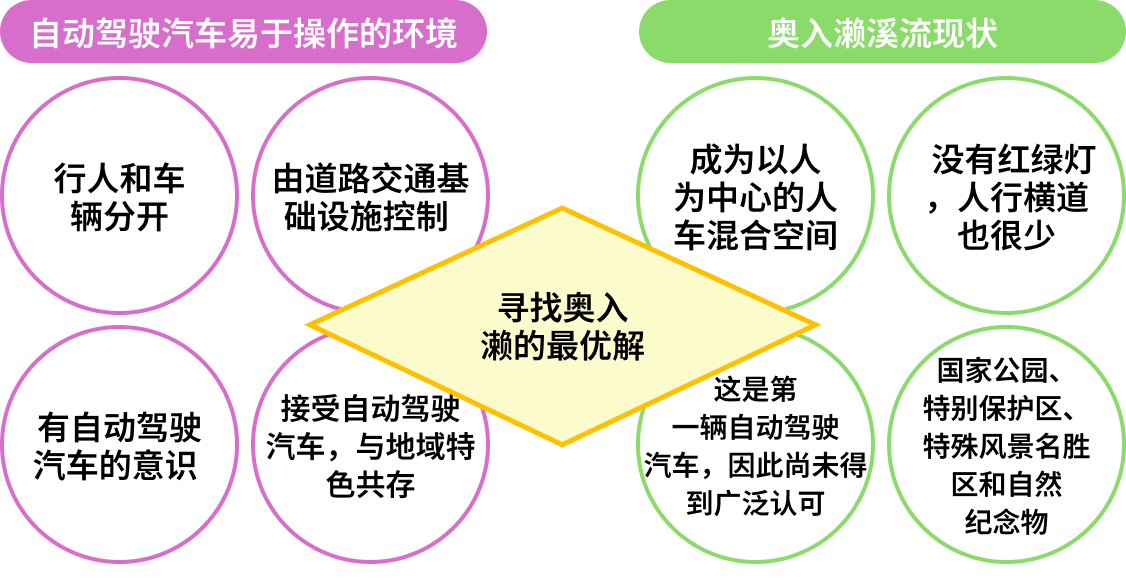 自动驾驶汽车易于操作的环境
奥入濑溪流现状
行人和车
辆分开
由道路交通基
础设施控制
成为以人
为中心的人
车混合空间
没有红绿灯
，人行横道
也很少
寻找奥入
濑的最优解
有自动驾驶
汽车的意识
接受自动驾驶
汽车，与地域特
色共存
这是第
一辆自动驾驶
汽车，因此尚未得
到广泛认可
国家公园、
特别保护区、
特殊风景名胜
区和自然
纪念物